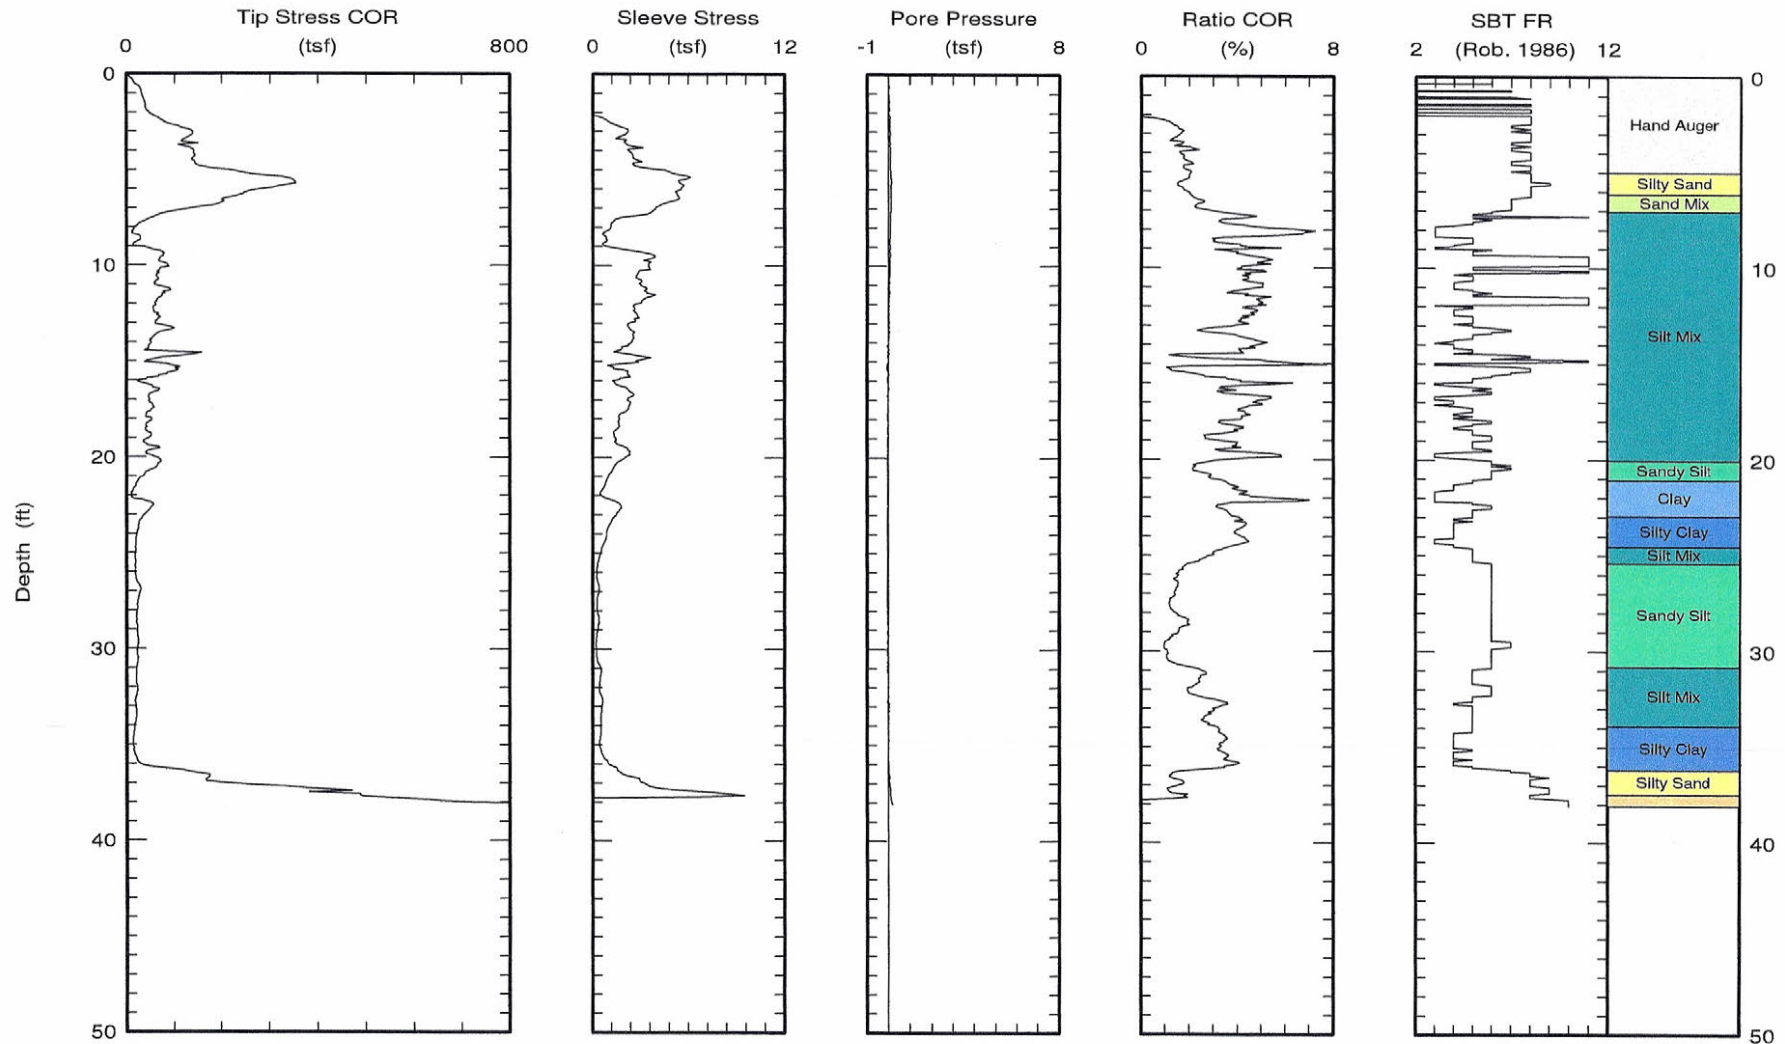 Tip Stress COR
(tsf)
0 800
Sleeve Stress
(tsf)
0 12
Pore Pressure
(tsf)
-1 8
Ratio COR
(%)
0 8
SBT FR
(Rob. 1986)
2 12
Depth (ft)
0
10
20
30
40
50
Hand Auger
Silty Sand
Sand Mix
Silt Mix
Sandy Silt
Clay
Silty Clay
Silt Mix
Sandy Silt
Silt Mix
Silty Clay
Silty Sand
0
10
20
30
40
50